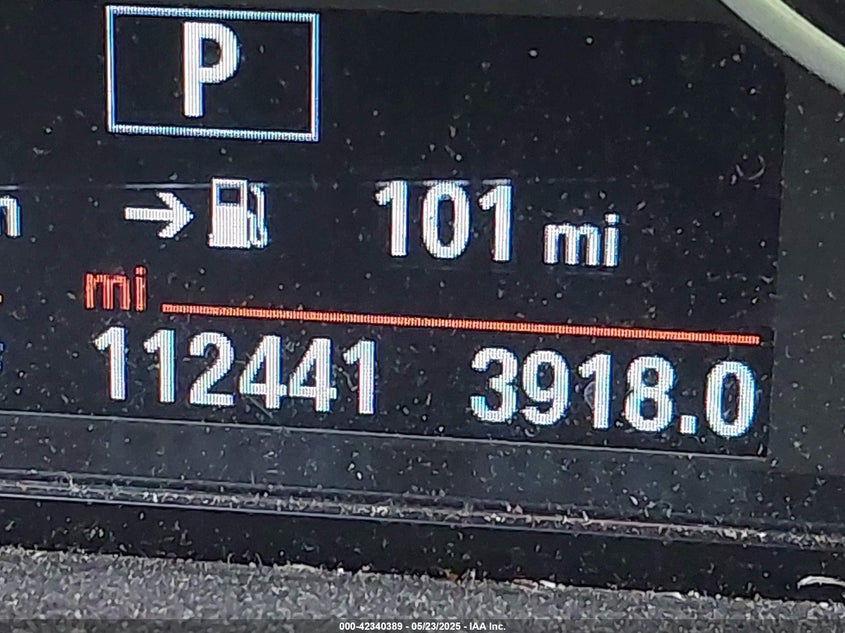 P
101 mi
mi
112441 3918.0
000-42340389 - 05/23/2025 - IAA Inc.